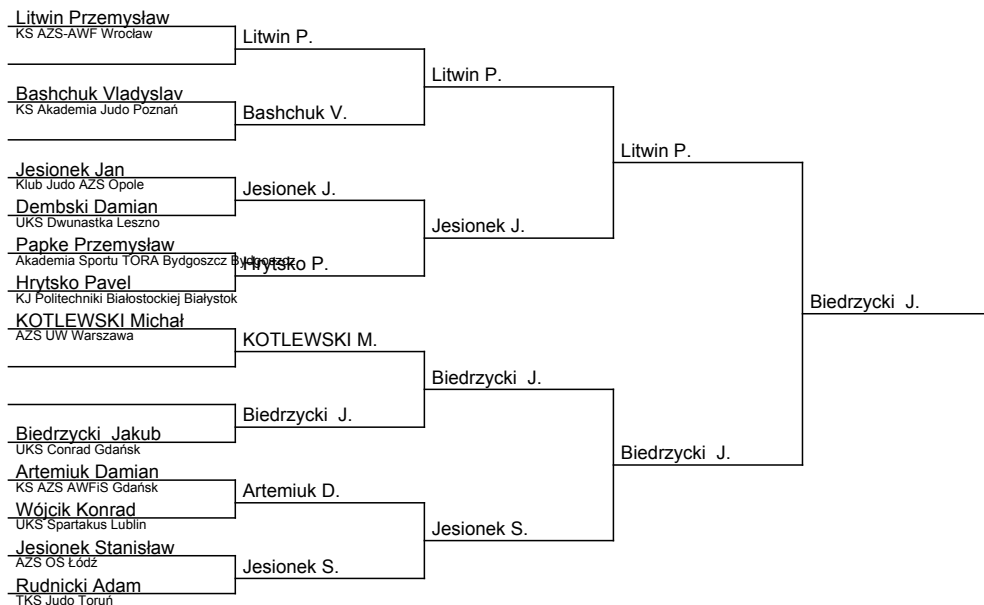 Litwin Przemysław
KS AZS-AWF Wrocław
Litwin P.
Litwin P.
Bashchuk Vladyslav
KS Akademia Judo Poznań
Bashchuk V.
Litwin P.
Jesionek Jan
Klub Judo AZS Opole
Jesionek J.
Dembski Damian
UKS Dwunastka Leszno
Jesionek J.
Papke Przemysław
Akademia Sportu TORA Bydgoszcz Bydgoszcz
Hrytsko P.
Hrytsko Pavel
KJ Politechniki Białostockiej Białystok
Biedrzycki  J.
KOTLEWSKI Michał
AZS UW Warszawa
KOTLEWSKI M.
Biedrzycki  J.
Biedrzycki  J.
Biedrzycki  Jakub
UKS Conrad Gdańsk
Biedrzycki  J.
Artemiuk Damian
KS AZS AWFiS Gdańsk
Artemiuk D.
Wójcik Konrad
UKS Spartakus Lublin
Jesionek S.
Jesionek Stanisław
AZS OŚ Łódź
Jesionek S.
Rudnicki Adam
TKS Judo Toruń